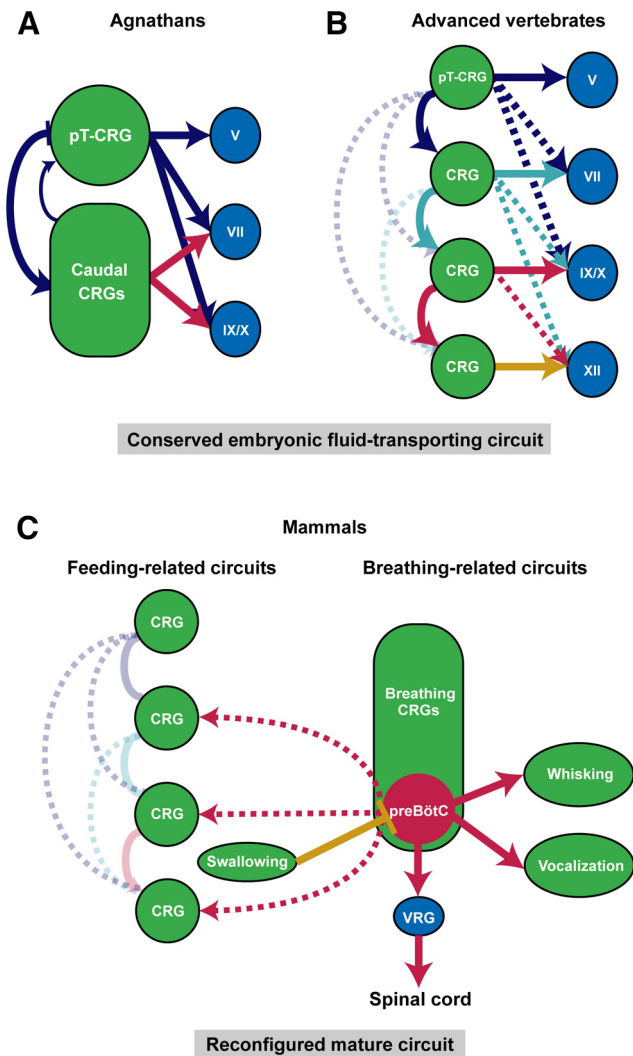 A
Agnathans
pT-CRG
V
VII
Caudal
CRGs
IX/X
B
Advanced vertebrates
pT-CRG
V
CRG
VII
CRG
IX/X
CRG
XII
Conserved embryonic fluid-transporting circuit
C
Mammals
Feeding-related circuits
Breathing-related circuits
CRG
CRG
CRG
Swallowing
CRG
Breathing
CRGs
preBötC
Whisking
Vocalization
VRG
Spinal cord
Reconfigured mature circuit